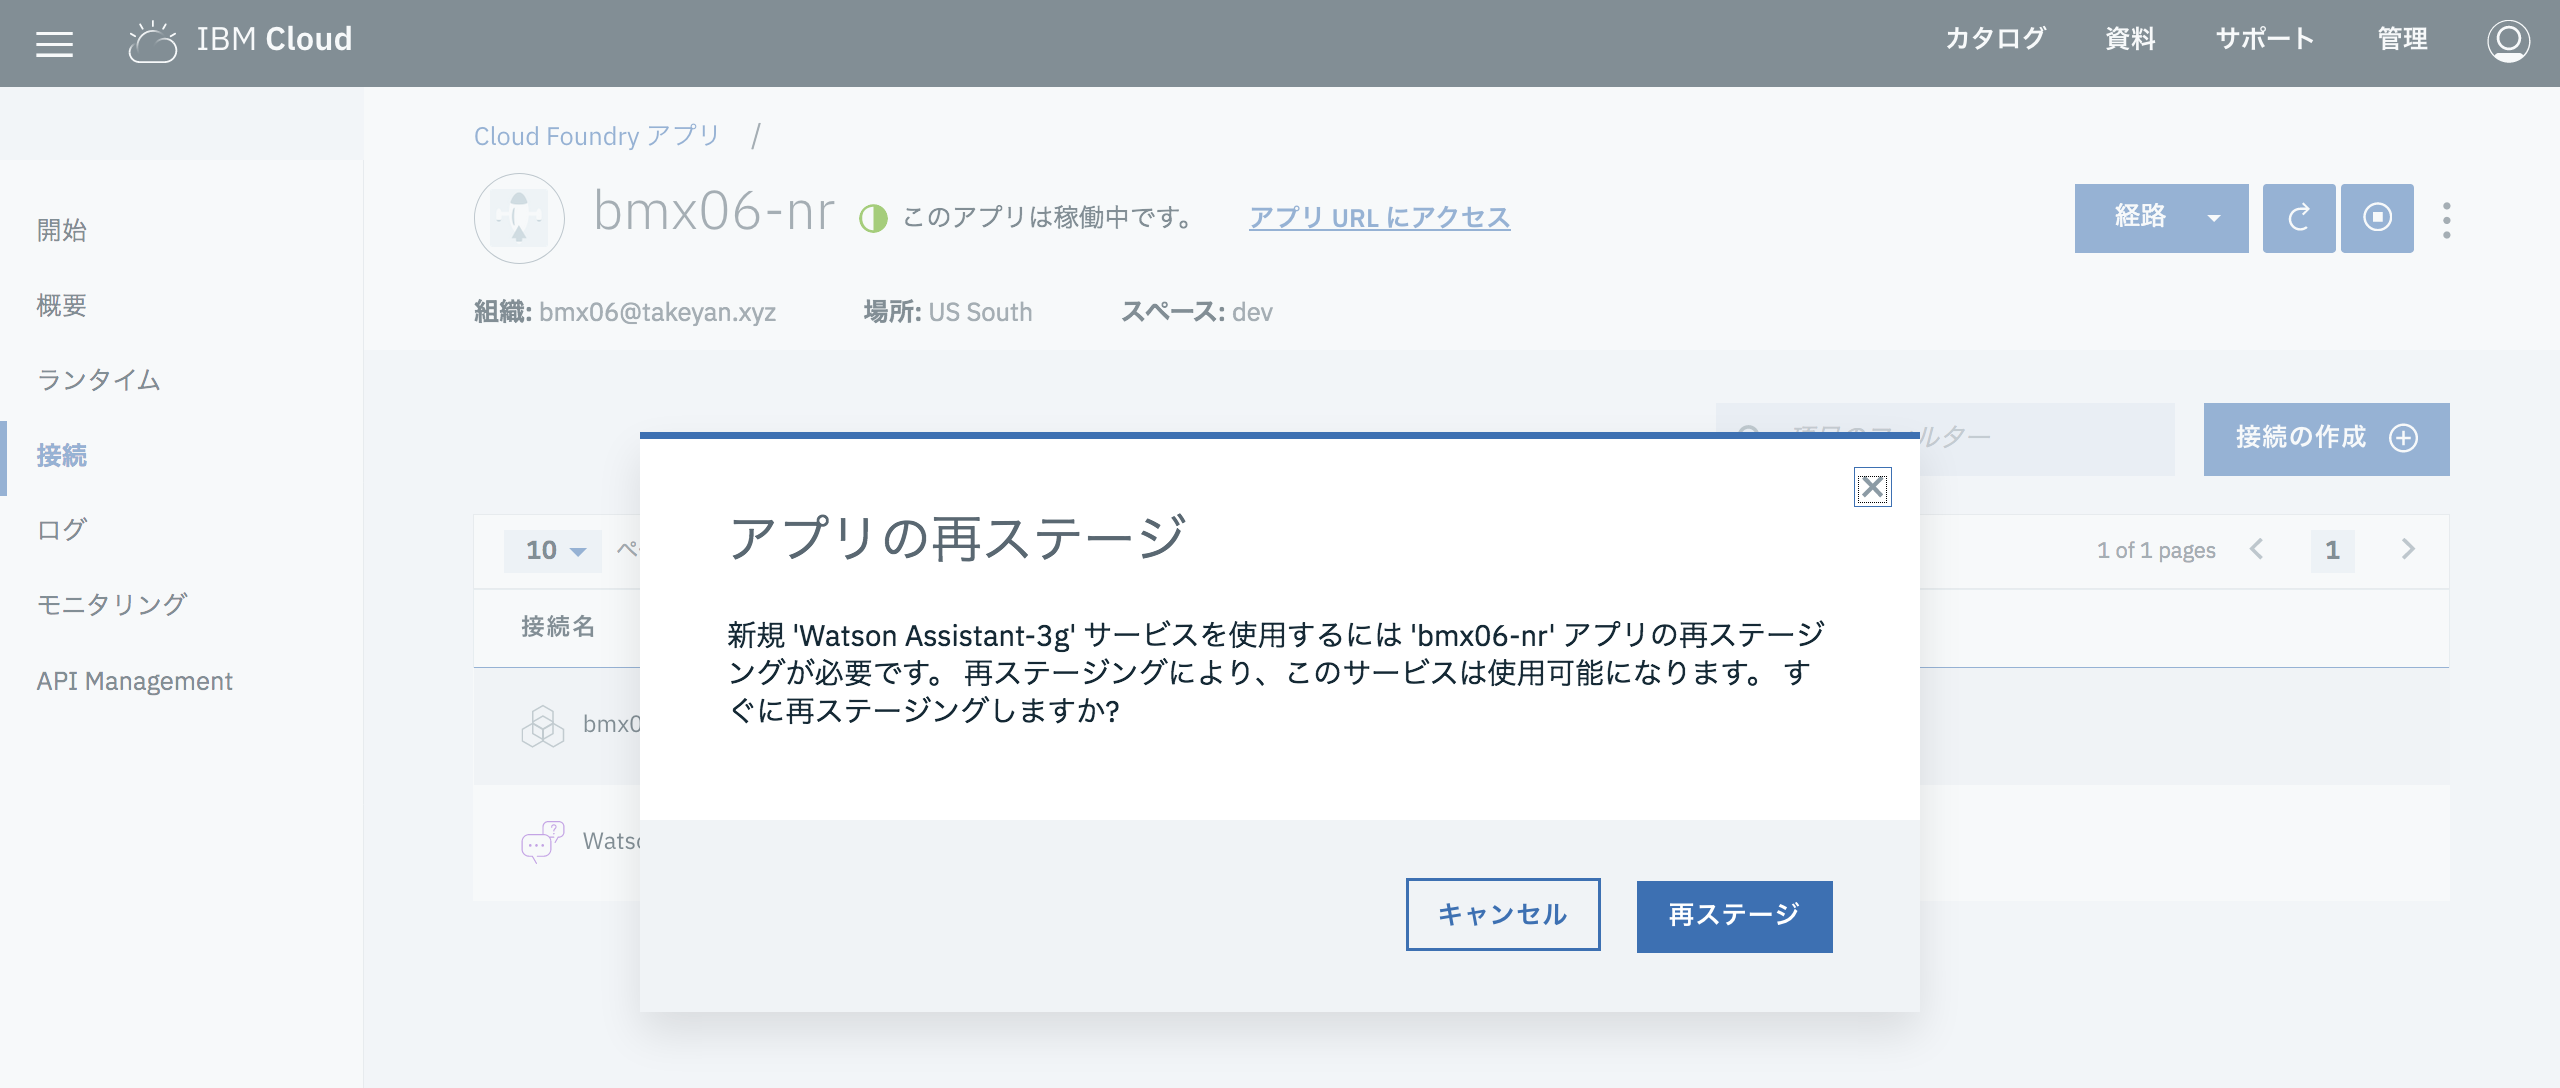 IBM Cloud
カタログ 資料 サポート 管理
Cloud Foundry アプリ /
bmx06-nr このアプリは稼働中です。 アプリ URL にアクセス
経路
組織: bmx06@takeyan.xyz 場所: US South スペース: dev
開始
概要
ランタイム
接続
ログ
モニタリング
API Management
項目のフィルター
接続の作成
10
1 of 1 pages
1
接続名
アプリの再ステージ
新規 'Watson Assistant-3g' サービスを使用するには 'bmx06-nr' アプリの再ステージ
ングが必要です。 再ステージングにより、このサービスは使用可能になります。 す
ぐに再ステージングしますか?
キャンセル
再ステージ